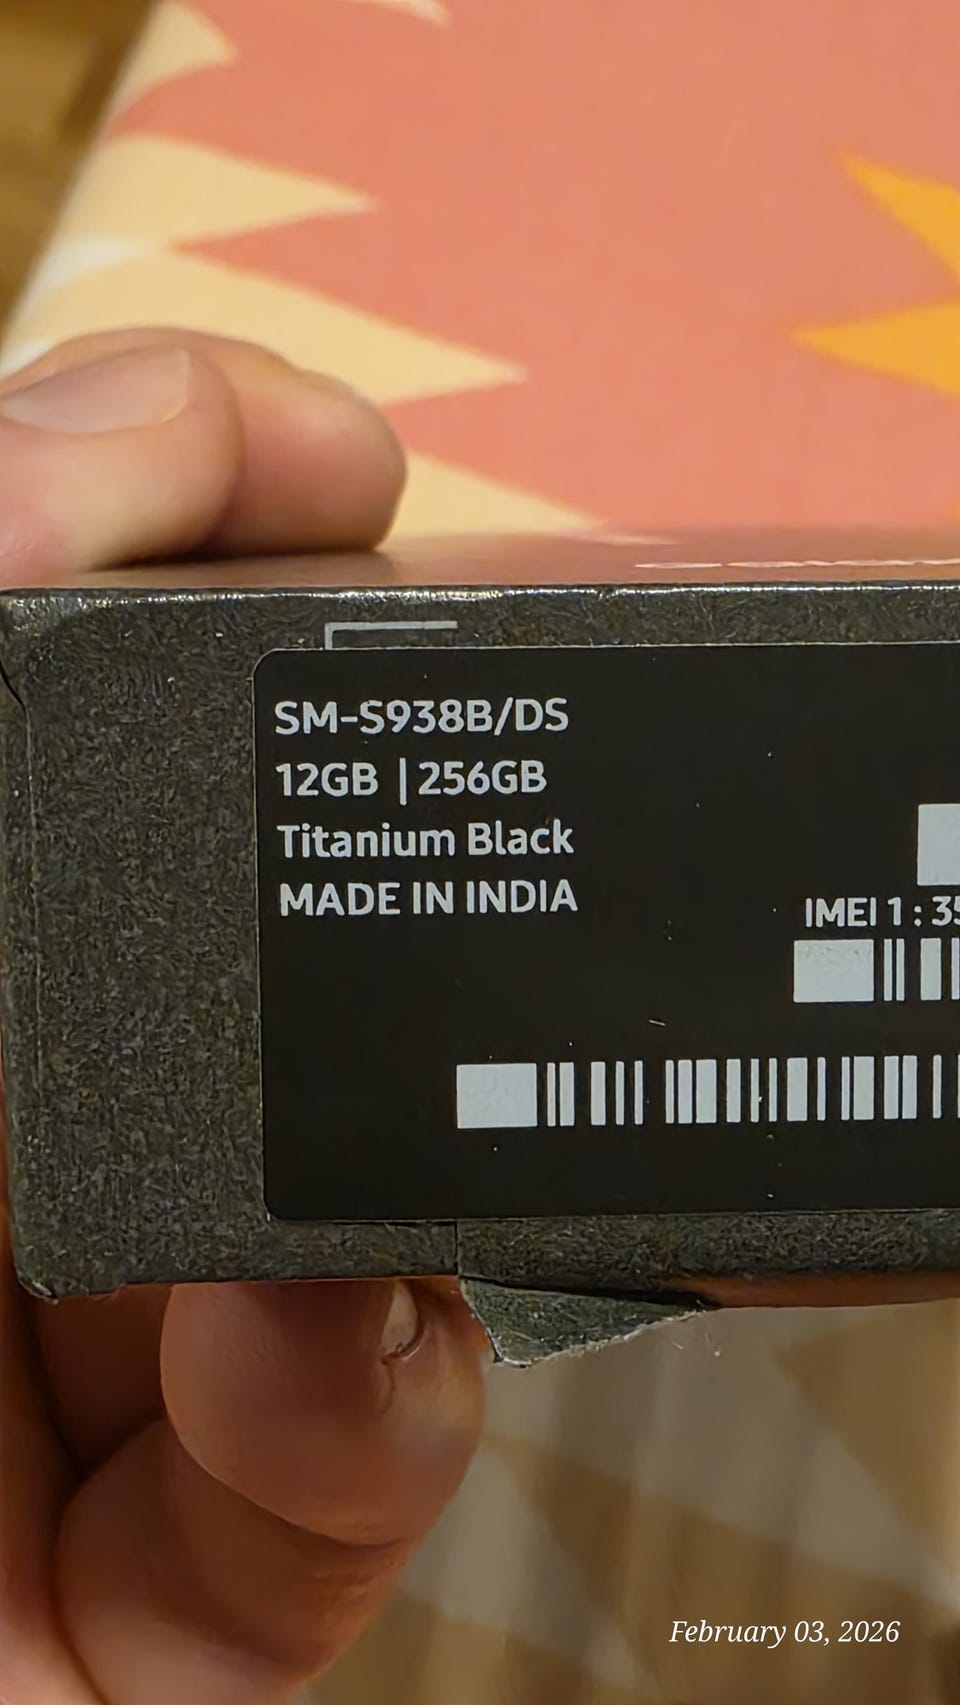 SM-S938B/DS
12GB | 256GB
Titanium Black
MADE IN INDIA
IMEI 1 : 35
February 03, 2026